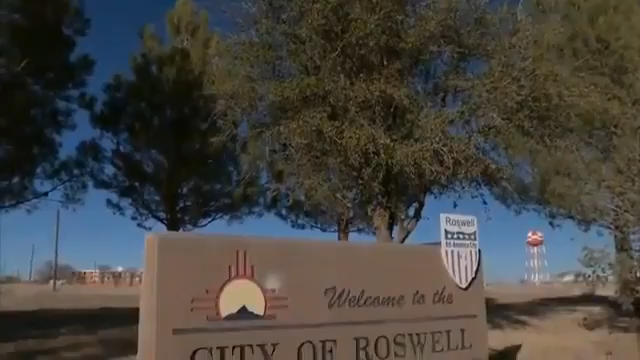 Roswell
All America City
Welcome to the
CITY OF ROSWELL